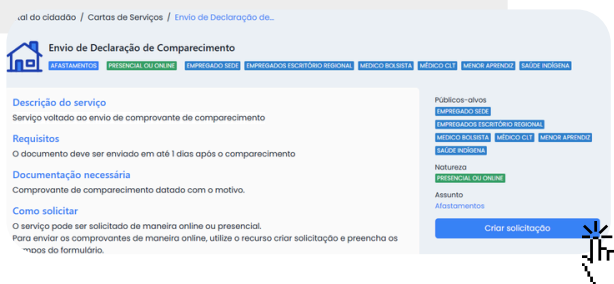 al do cidadão / Cartas de Serviços / Envio de Declaração de...
Envio de Declaração de Comparecimento
AFASTAMENTOS PRESENCIAL OU ONLINE EMPREGADO SEDE EMPREGADOS ESCRITÓRIO REGIONAL MEDICO BOLSISTA MÉDICO CLT MENOR APRENDIZ SAÚDE INDÍGENA
Descrição do serviço
Serviço voltado ao envio de comprovante de comparecimento
Requisitos
O documento deve ser enviado em até 1 dias após o comparecimento
Documentação necessária
Comprovante de comparecimento datado com o motivo.
Como solicitar
O serviço pode ser solicitado de maneira online ou presencial.
Para enviar os comprovantes de maneira online, utilize o recurso criar solicitação e preencha os
campos do formulário.
Públicos-alvos
EMPREGADO SEDE
EMPREGADOS ESCRITÓRIO REGIONAL
MEDICO BOLSISTA MÉDICO CLT MENOR APRENDIZ
SAÚDE INDÍGENA
Natureza
PRESENCIAL OU ONLINE
Assunto
Afastamentos
Criar solicitação